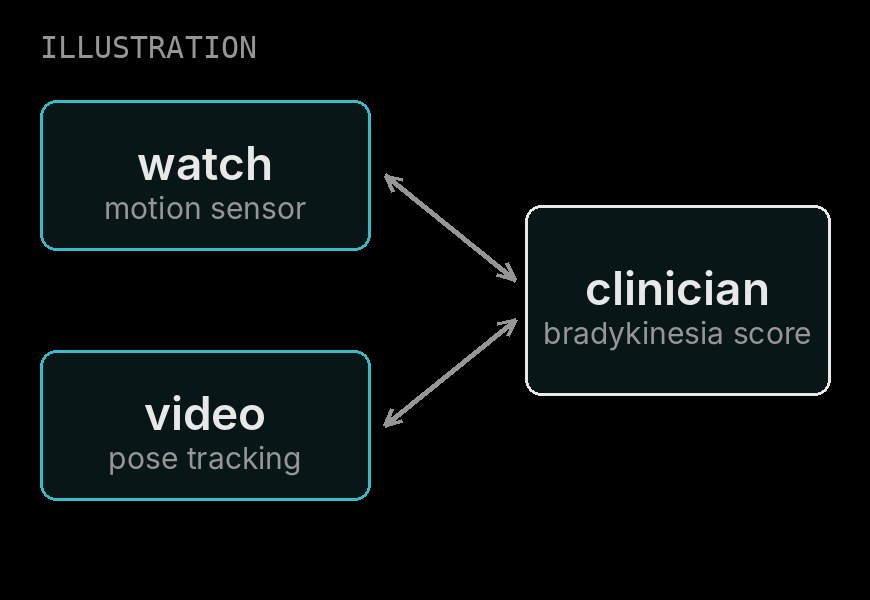 ILLUSTRATION
watch
motion sensor
clinician
bradykinesia score
video
pose tracking